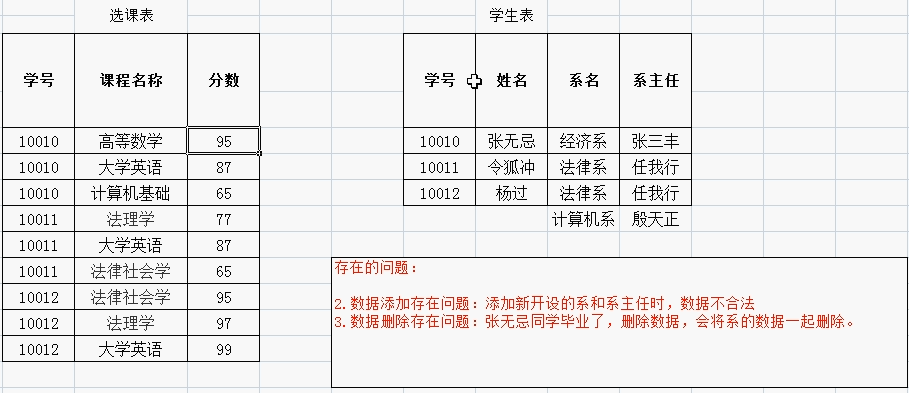 选课表
学号 课程名称 分数
10010 高等数学 95
10010 大学英语 87
10010 计算机基础 65
10011 法理学 77
10011 大学英语 87
10011 法律社会学 65
10012 法律社会学 95
10012 法理学 97
10012 大学英语 99
学生表
学号 姓名 系名 系主任
10010 张无忌 经济系 张三丰
10011 令狐冲 法律系 任我行
10012 杨过 法律系 任我行
计算机系 殷天正
存在的问题：
2.数据添加存在问题：添加新开设的系和系主任时，数据不合法
3.数据删除存在问题：张无忌同学毕业了，删除数据，会将系的数据一起删除。